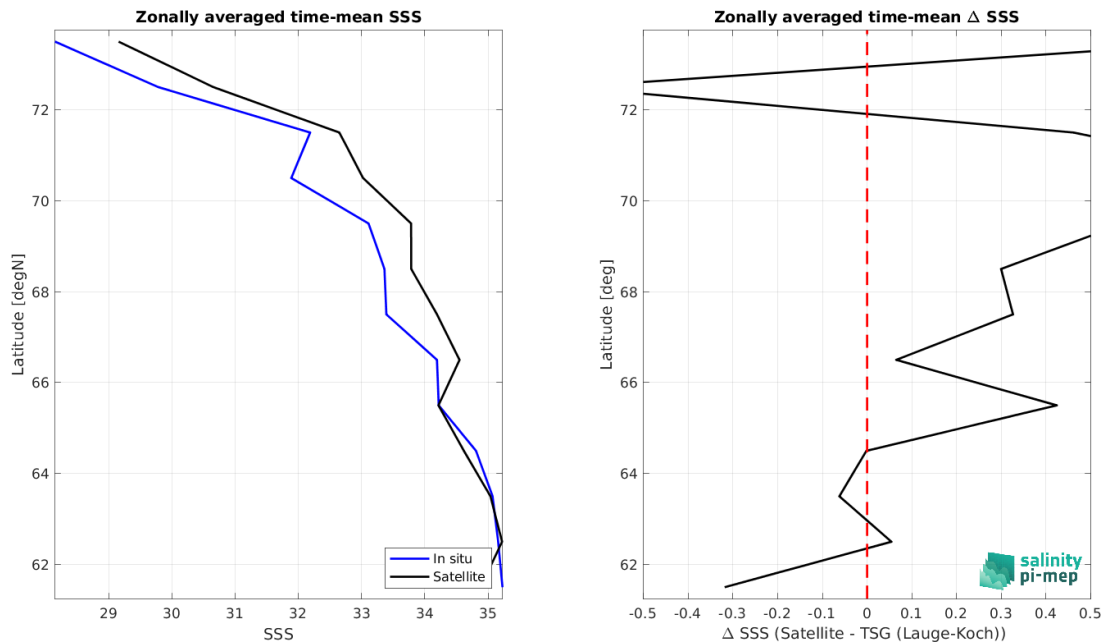 Zonally averaged time-mean SSS
72
70
68
66
64
62
Latitude [degN]
In situ
Satellite
29 30 31 32 33 34 35
SSS
Zonally averaged time-mean Δ SSS
72
70
68
66
64
62
Latitude [deg]
salinity
pi-mep
-0.5 -0.4 -0.3 -0.2 -0.1 0 0.1 0.2 0.3 0.4 0.5
Δ SSS (Satellite - TSG (Lauge-Koch))